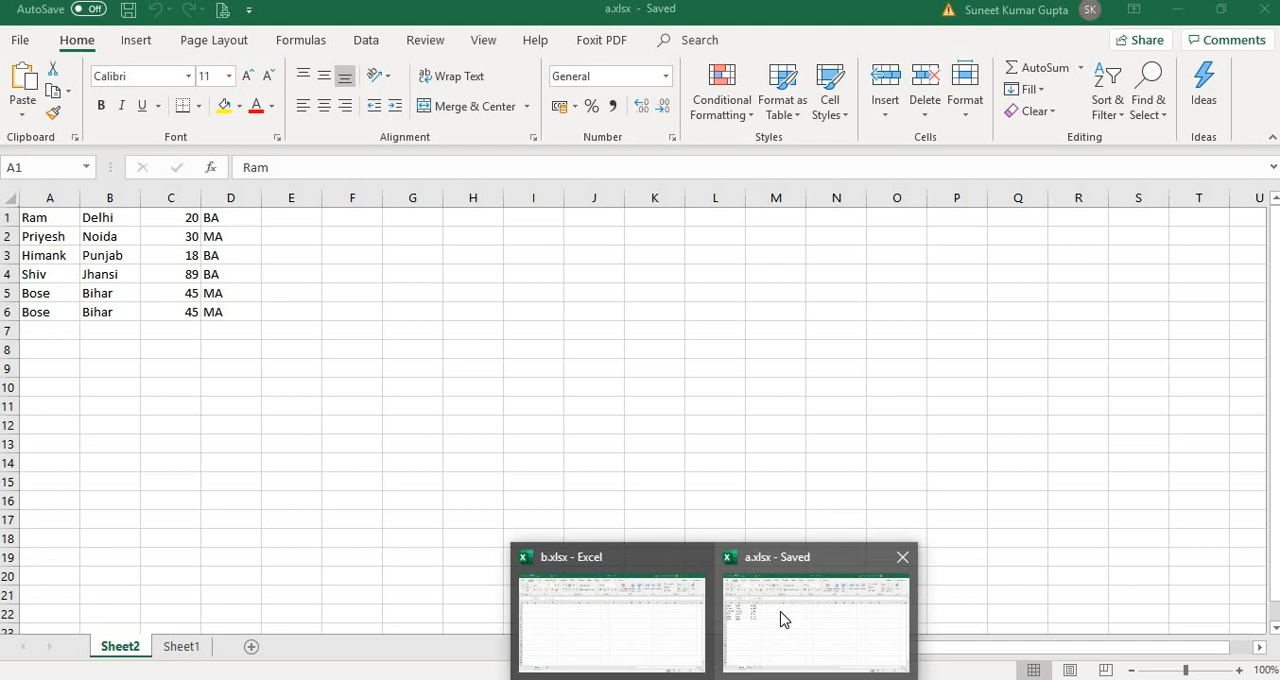 AutoSave Off a.xlsx - Saved Suneet Kumar Gupta SK
File Home Insert Page Layout Formulas Data Review View Help Foxit PDF Search Share Comments
Calibri 11 Wrap Text General AutoSum
Paste Conditional Formatting Format as Table Cell Styles Insert Delete Format Fill Sort & Filter Find & Select Ideas
B I U A Merge & Center % , Clear
Clipboard Font Alignment Number Styles Cells Editing Ideas
A1 fx Ram
A B C D E F G H I J K L M N O P Q R S T U
1 Ram Delhi 20 BA
2 Priyesh Noida 30 MA
3 Himank Punjab 18 BA
4 Shiv Jhansi 89 BA
5 Bose Bihar 45 MA
6 Bose Bihar 45 MA
7
8
9
10
11
12
13
14
15
16
17
18
19
20
21
22
23
b.xlsx - Excel a.xlsx - Saved
Sheet2 Sheet1
100%